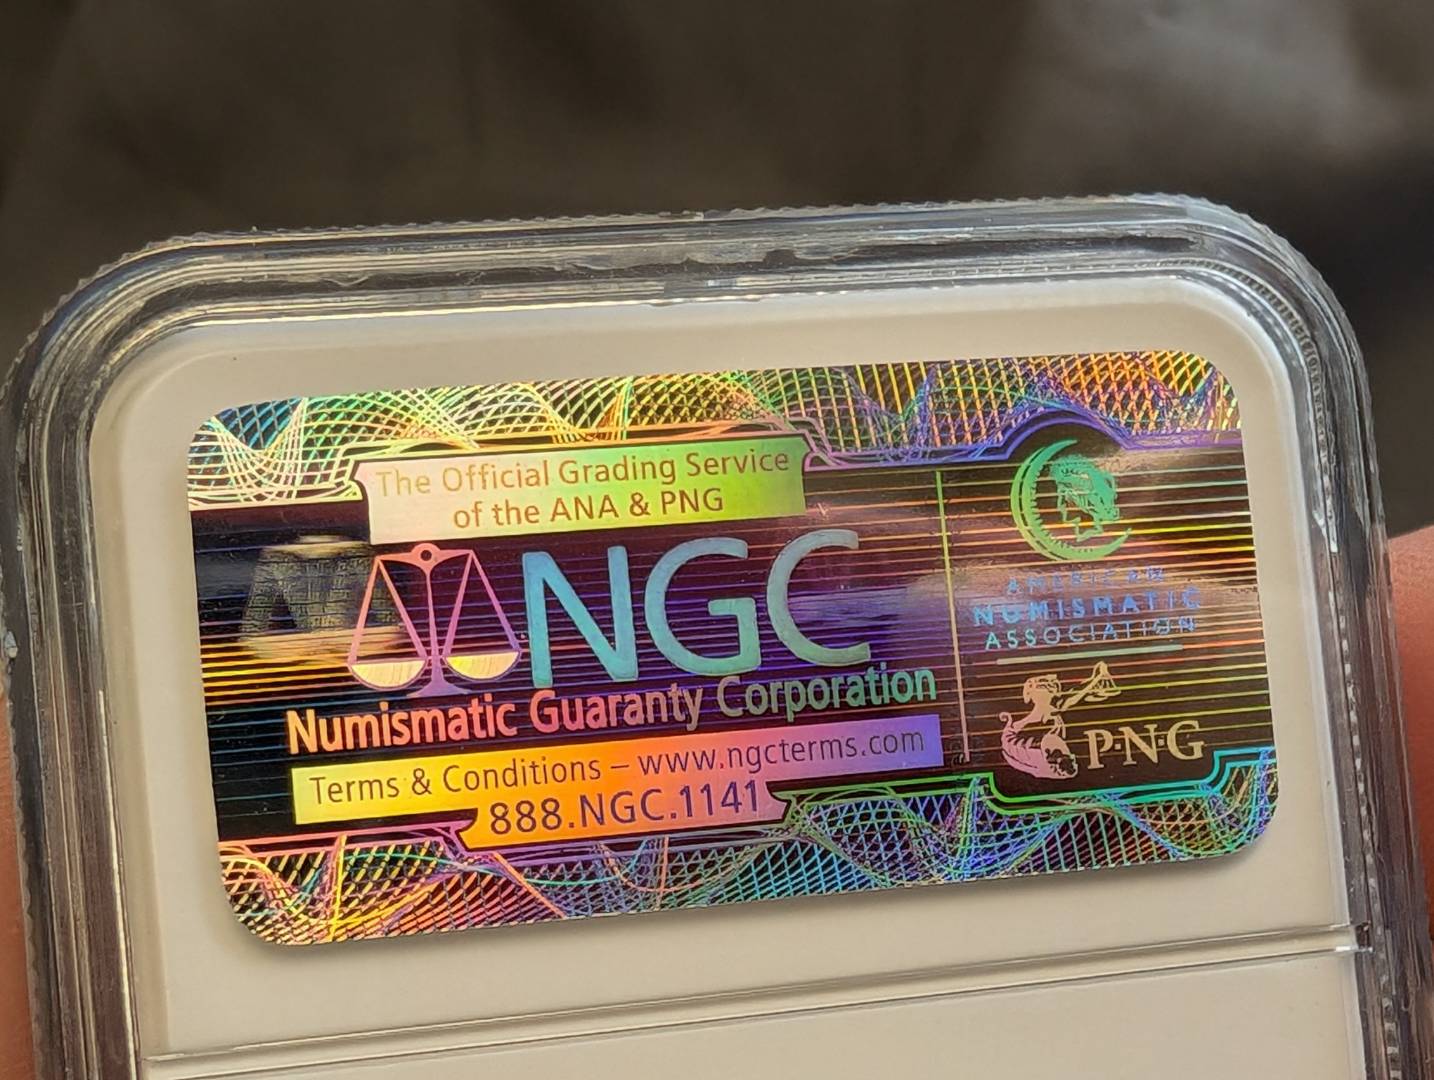 The Official Grading Service
of the ANA & PNG
NGC
Numismatic Guaranty Corporation
Terms & Conditions – www.ngcterms.com
888.NGC.1141
AMERICAN
NUMISMATIC
ASSOCIATION
P·N·G